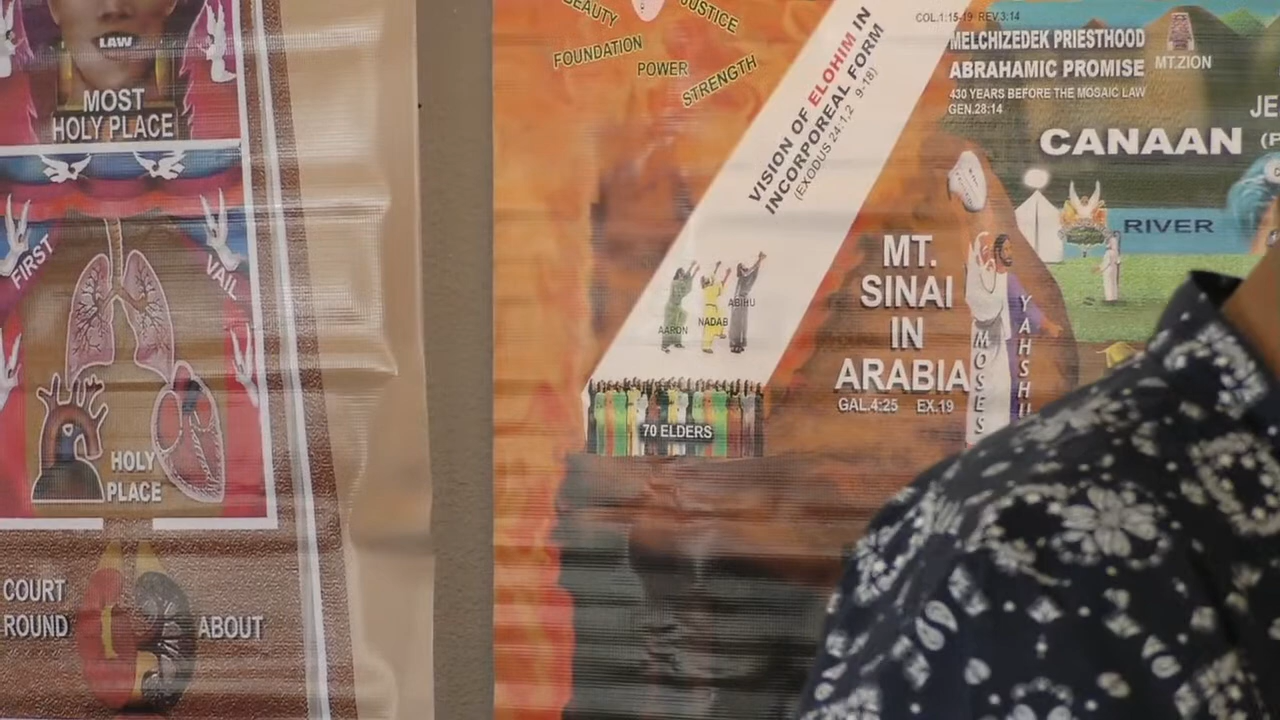 LAW
MOST
HOLY PLACE
FIRST
VAIL
HOLY
PLACE
COURT
ROUND
ABOUT
BEAUTY
JUSTICE
FOUNDATION
POWER
STRENGTH
VISION OF ELOHIM IN
INCORPOREAL FORM
(EXODUS 24:1,2 9-18)
AARON
NADAB
ABIHU
70 ELDERS
COL.1:15-19 REV.3:14
MELCHIZEDEK PRIESTHOOD
ABRAHAMIC PROMISE
430 YEARS BEFORE THE MOSAIC LAW
GEN.28:14
MT.ZION
JE
CANAAN
RIVER
MT.
SINAI
IN
ARABIA
GAL.4:25 EX.19
MOSES
YAHSHU